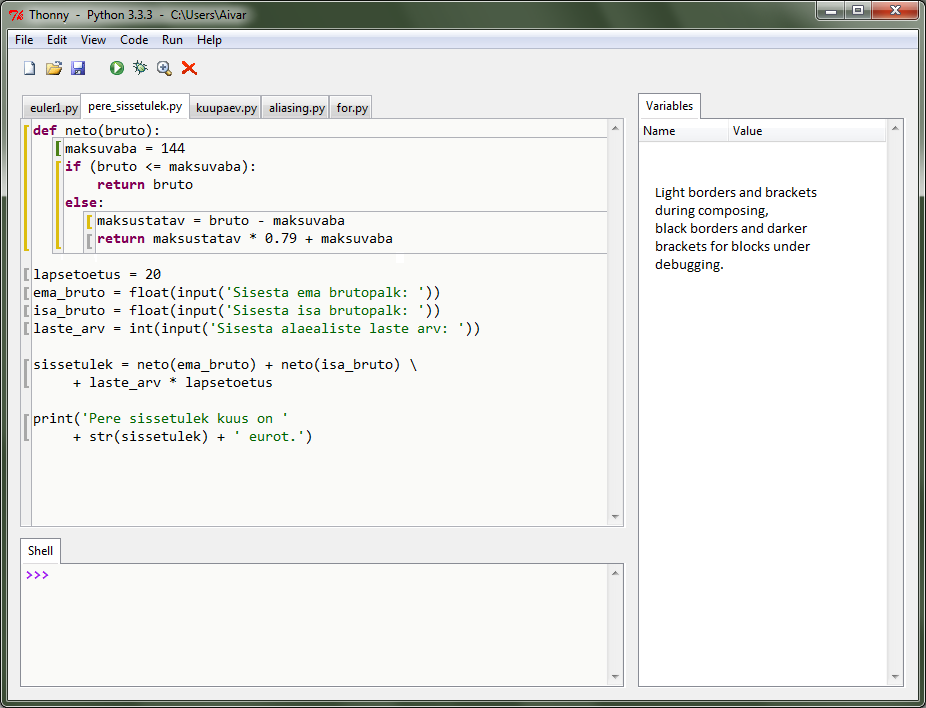 Thonny - Python 3.3.3 - C:\Users\Aivar
File Edit View Code Run Help
euler1.py pere_sissetulek.py kuupaev.py aliasing.py for.py
def neto(bruto):
    maksuvaba = 144
    if (bruto <= maksuvaba):
        return bruto
    else:
        maksustatav = bruto - maksuvaba
        return maksustatav * 0.79 + maksuvaba
lapsetoetus = 20
ema_bruto = float(input('Sisesta ema brutopalk: '))
isa_bruto = float(input('Sisesta isa brutopalk: '))
laste_arv = int(input('Sisesta alaealiste laste arv: '))
sissetulek = neto(ema_bruto) + neto(isa_bruto) \
     + laste_arv * lapsetoetus
print('Pere sissetulek kuus on '
     + str(sissetulek) + ' eurot.')
Shell
>>>
Variables
Name Value
Light borders and brackets
during composing,
black borders and darker
brackets for blocks under
debugging.